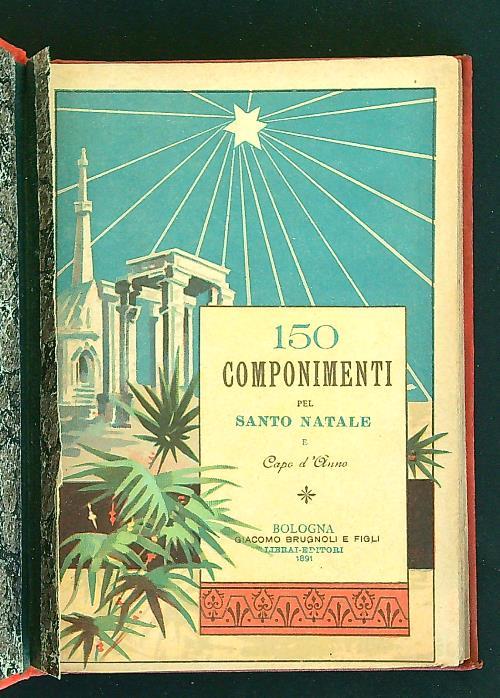 150
COMPONIMENTI
PEL
SANTO NATALE
E
Capo d'Anno
BOLOGNA
GIACOMO BRUGNOLI E FIGLI
LIBRAI-EDITORI
1891